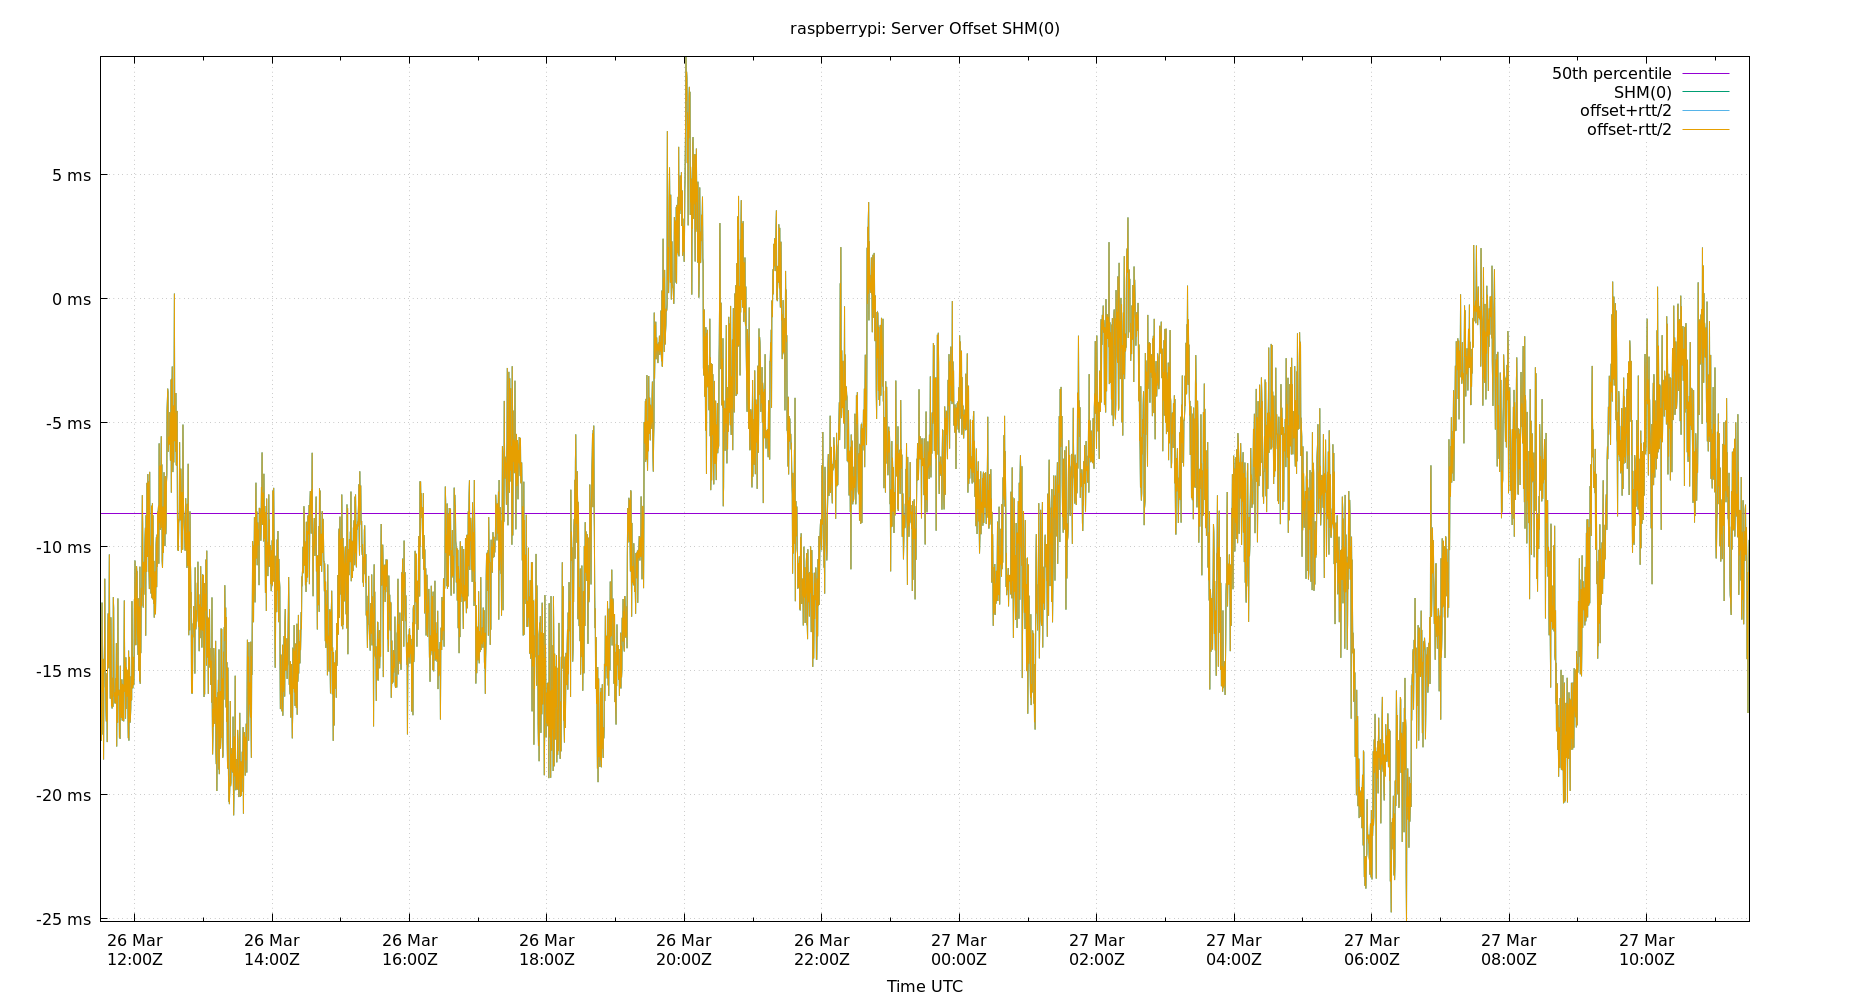 raspberrypi: Server Offset SHM(0)
50th percentile
SHM(0)
offset+rtt/2
offset-rtt/2
5 ms
0 ms
-5 ms
-10 ms
-15 ms
-20 ms
-25 ms
26 Mar 26 Mar 26 Mar 26 Mar 26 Mar 26 Mar 27 Mar 27 Mar 27 Mar 27 Mar 27 Mar 27 Mar
12:00Z 14:00Z 16:00Z 18:00Z 20:00Z 22:00Z 00:00Z 02:00Z 04:00Z 06:00Z 08:00Z 10:00Z
Time UTC